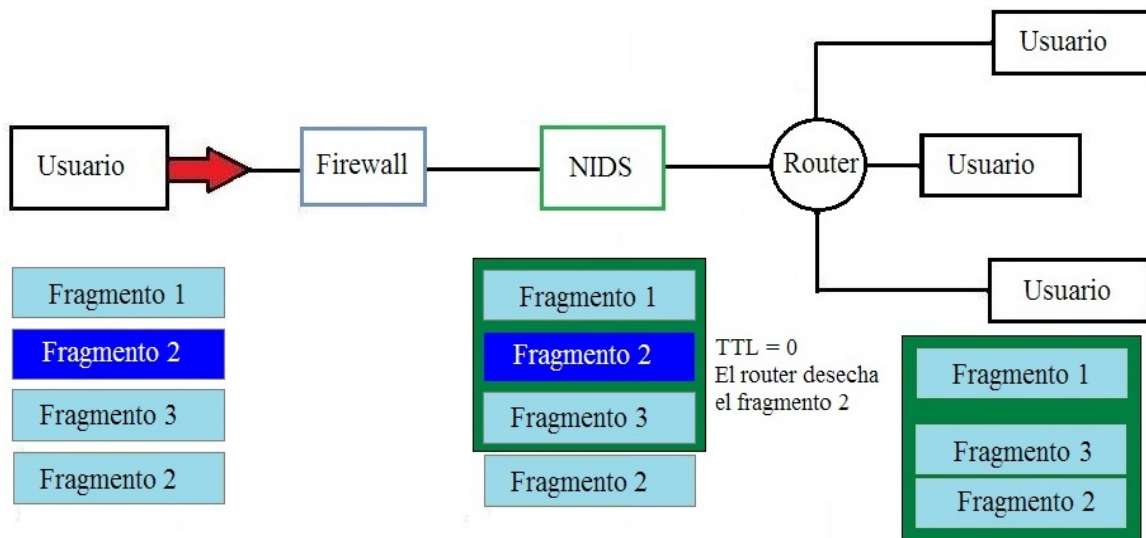 Usuario
Usuario
Firewall
NIDS
Router
Usuario
Usuario
Fragmento 1
Fragmento 2
Fragmento 3
Fragmento 2
Fragmento 1
Fragmento 2
Fragmento 3
Fragmento 2
TTL = 0
El router desecha
el fragmento 2
Fragmento 1
Fragmento 3
Fragmento 2